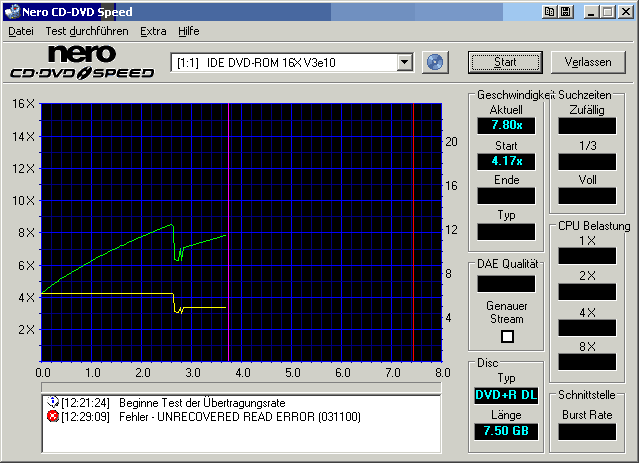 Nero CD-DVD Speed
Datei Test durchführen Extra Hilfe
nero
CD·DVD SPEED
[1:1] IDE DVD-ROM 16X V3e10
Start
Verlassen
16 X
14 X
12 X
10 X
8 X
6 X
4 X
2 X
22
20
16
12
8
4
0.0 1.0 2.0 3.0 4.0 5.0 6.0 7.0 8.0
Geschwindigkeit
Aktuell
7.80x
Start
4.17x
Ende
Typ
Suchzeiten
Zufällig
1/3
Voll
DAE Qualität
Genauer
Stream
CPU Belastung
1 X
2 X
4 X
8 X
Disc
Typ
DVD+R DL
Länge
7.50 GB
Schnittstelle
Burst Rate
[12:21:24] Beginne Test der Übertragungsrate
[12:29:09] Fehler - UNRECOVERED READ ERROR (031100)